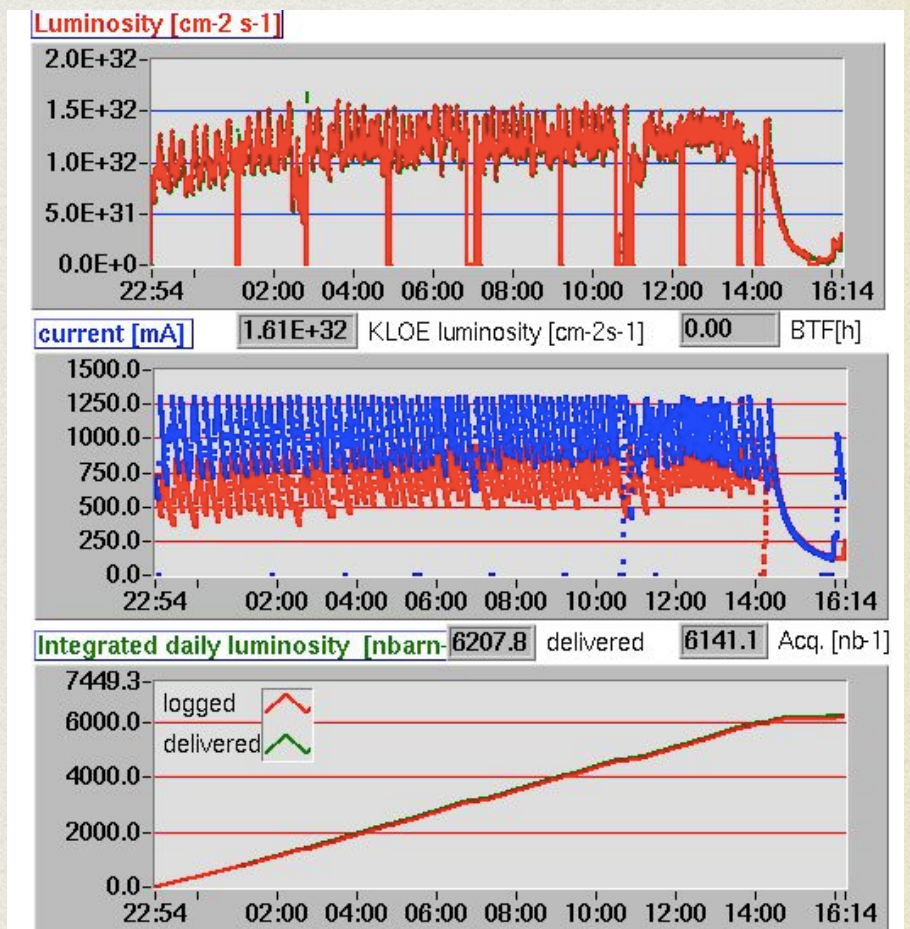 Luminosity [cm-2 s-1]
2.0E+32-
1.5E+32-
1.0E+32-
5.0E+31-
0.0E+0-
22:54 02:00 04:00 06:00 08:00 10:00 12:00 14:00 16:14
current [mA] 1.61E+32 KLOE luminosity [cm-2s-1] 0.00 BTF[h]
1500.0-
1250.0-
1000.0-
750.0-
500.0-
250.0-
0.0-
22:54 02:00 04:00 06:00 08:00 10:00 12:00 14:00 16:14
Integrated daily luminosity [nbarn- 6207.8 delivered 6141.1 Acq. [nb-1]
7449.3-
logged
6000.0-
delivered
4000.0-
2000.0-
0.0-
22:54 02:00 04:00 06:00 08:00 10:00 12:00 14:00 16:14